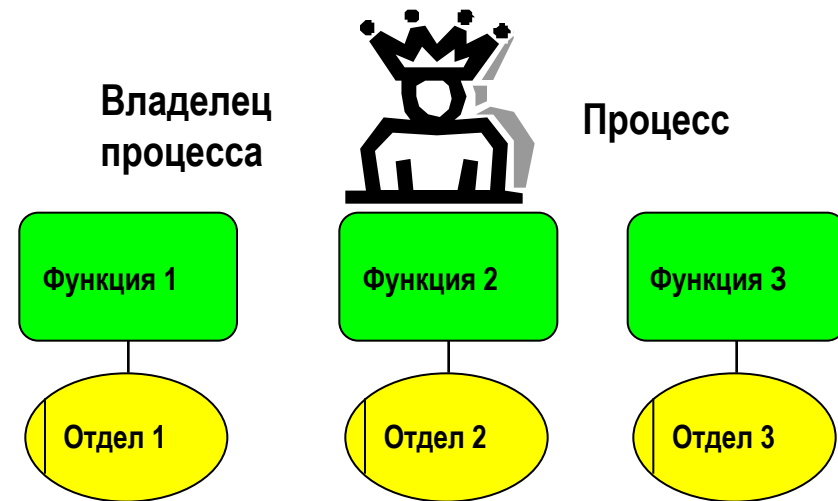 Владелец
процесса
Процесс
Функция 1
Функция 2
Функция 3
Отдел 1
Отдел 2
Отдел 3